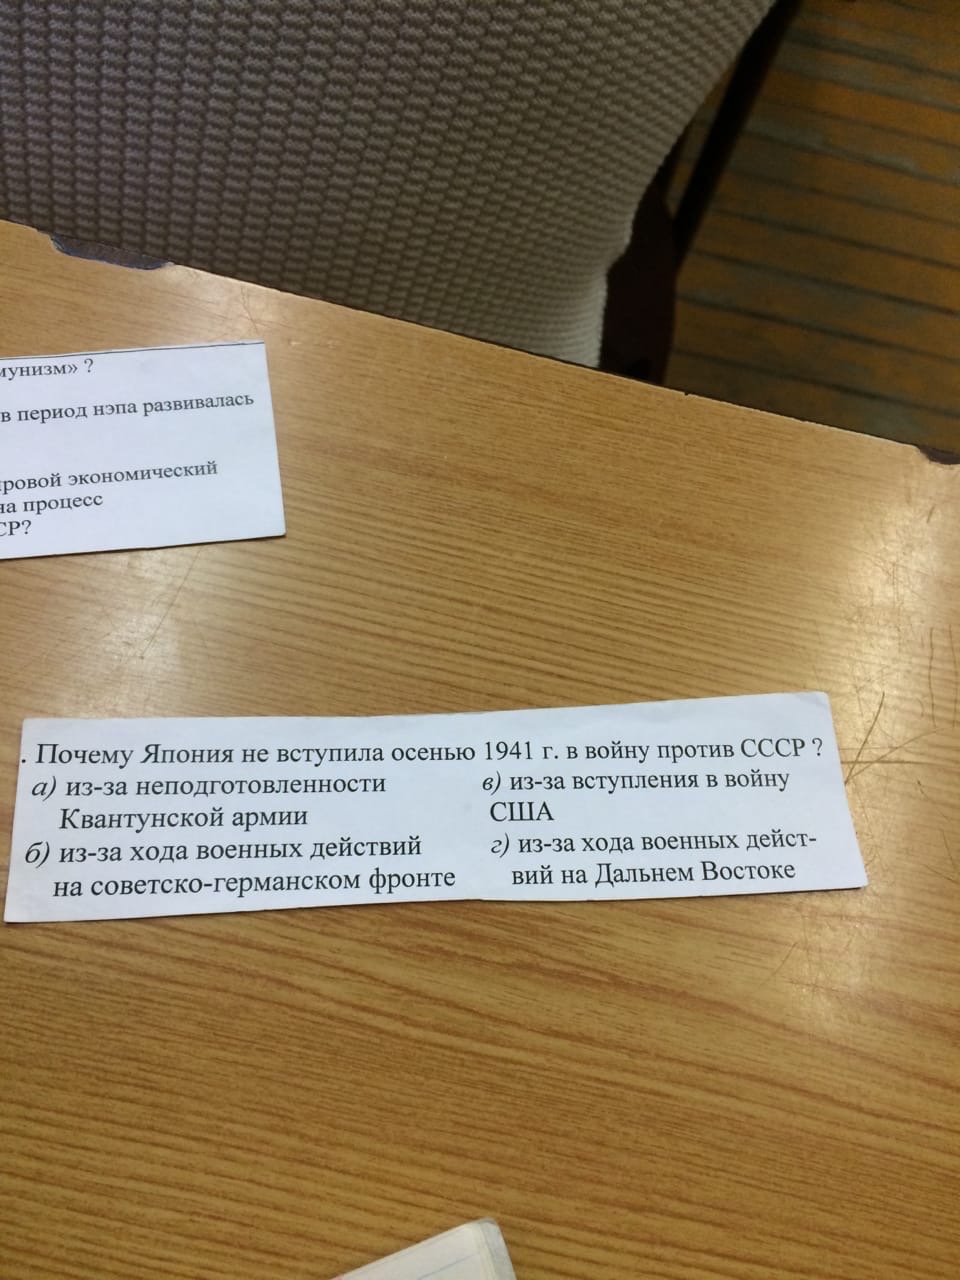 мунизм» ?
в период нэпа развивалась
ровой экономический
на процесс
СР?
. Почему Япония не вступила осенью 1941 г. в войну против СССР ?
а) из-за неподготовленности
Квантунской армии
б) из-за хода военных действий
на советско-германском фронте
в) из-за вступления в войну
США
г) из-за хода военных дейст-
вий на Дальнем Востоке